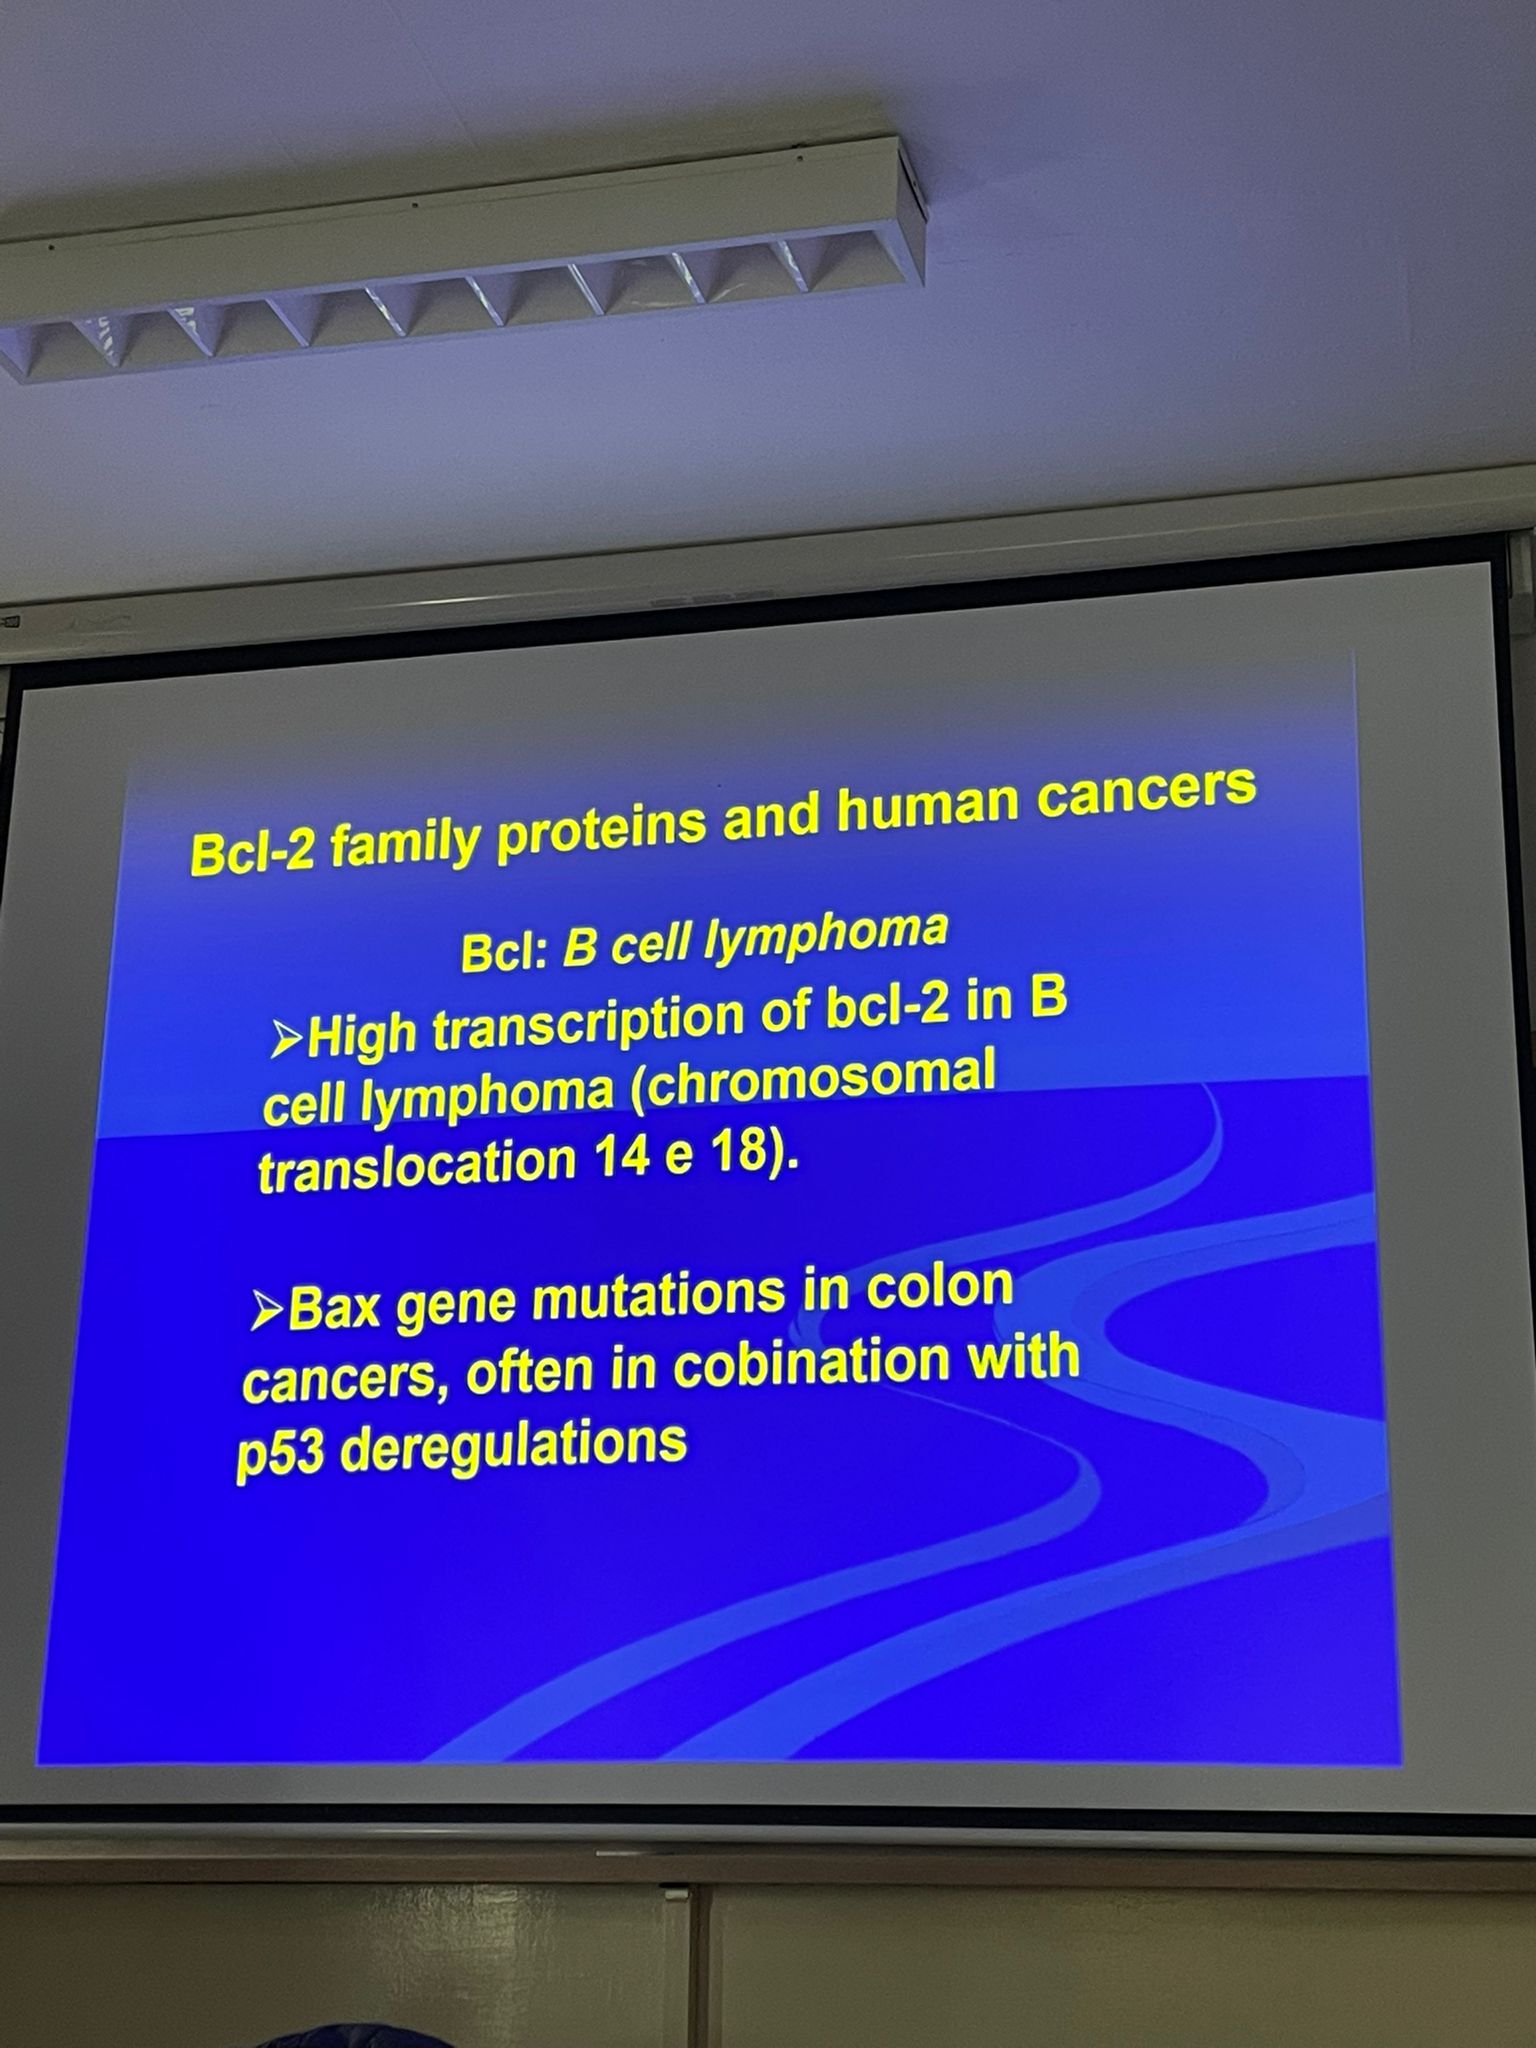 Bcl-2 family proteins and human cancers
Bcl: B cell lymphoma
➢High transcription of bcl-2 in B
cell lymphoma (chromosomal
translocation 14 e 18).
➢Bax gene mutations in colon
cancers, often in cobination with
p53 deregulations